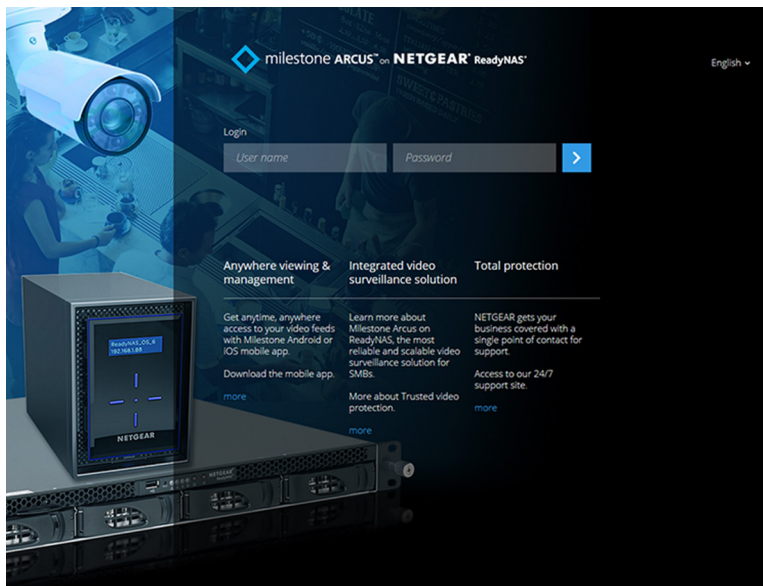 milestone ARCUS™ on NETGEAR® ReadyNAS®
English
Login
User name
Password
Anywhere viewing &
management
Get anytime, anywhere
access to your video feeds
with Milestone Android or
iOS mobile app.
Download the mobile app.
more
Integrated video
surveillance solution
Learn more about
Milestone Arcus on
ReadyNAS, the most
reliable and scalable video
surveillance solution for
SMBs.
More about Trusted video
protection.
more
Total protection
NETGEAR gets your
business covered with a
single point of contact for
support.
Access to our 24/7
support site.
more
SWEET PASTRIES
ReadyNAS_OS_6
192.168.1.88
NETGEAR
NETGEAR